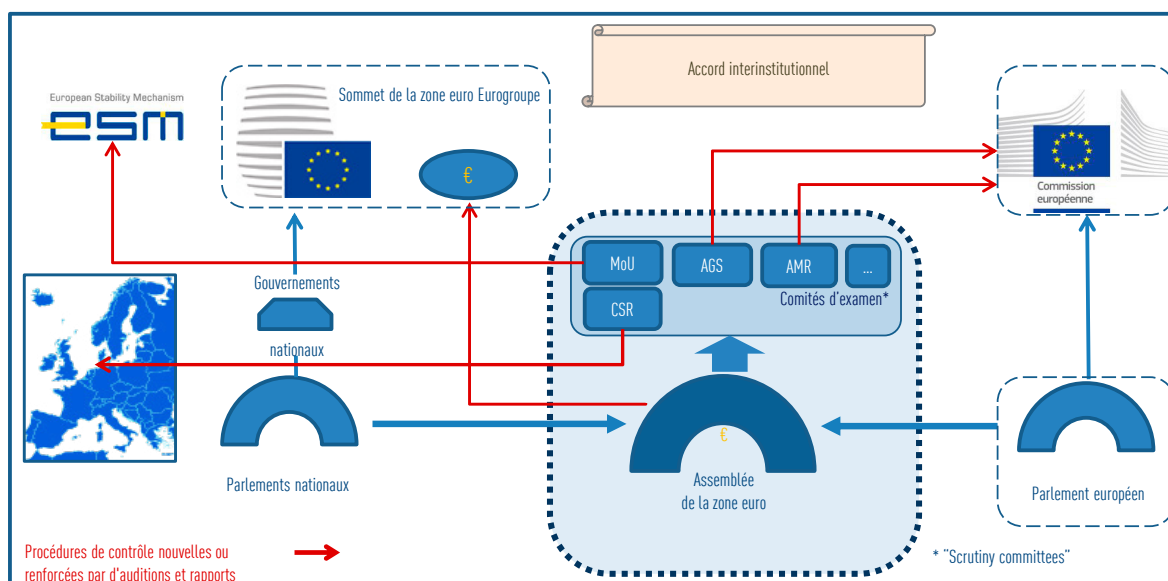 Accord interinstitutionnel
European Stability Mechanism
esm
Sommet de la zone euro Eurogroupe
€
Commission
européenne
MoU
AGS
AMR
...
CSR
Comités d'examen*
Gouvernements
nationaux
€
Parlements nationaux
Assemblée
de la zone euro
Parlement européen
Procédures de contrôle nouvelles ou
renforcées par d'auditions et rapports
* "Scrutiny committees"